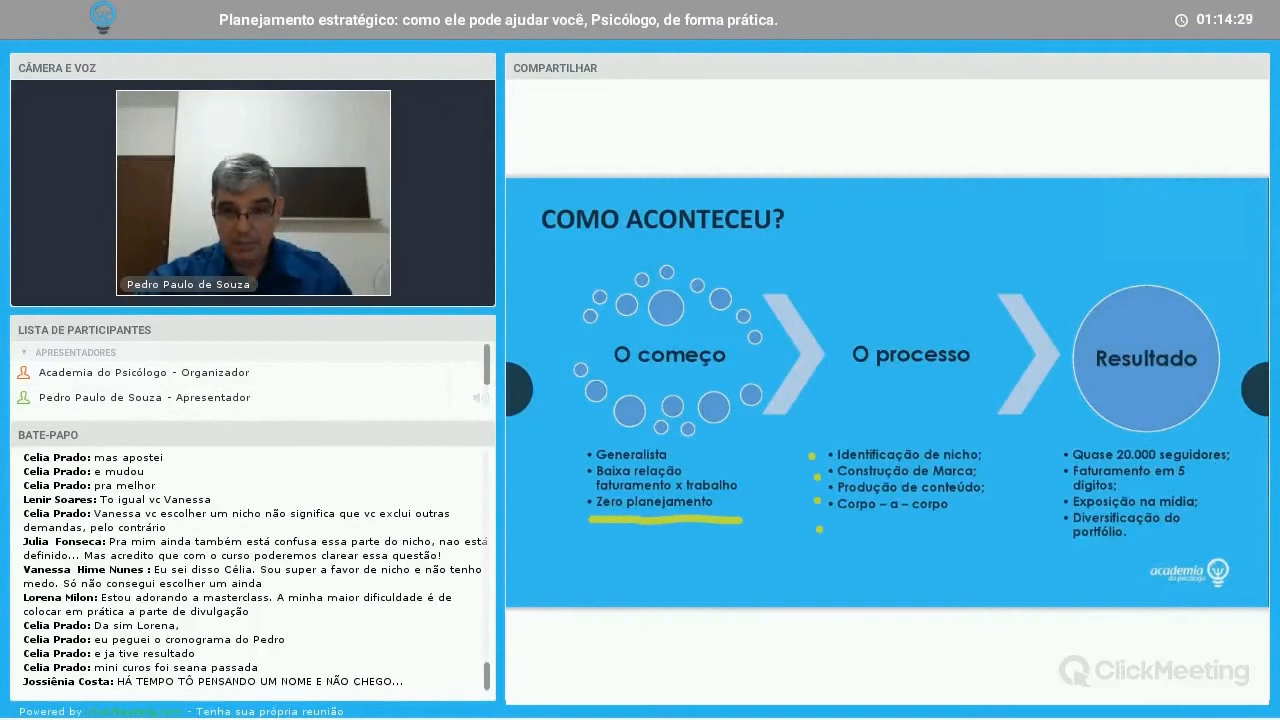 Planejamento estratégico: como ele pode ajudar você, Psicólogo, de forma prática.
01:14:29
CÂMERA E VOZ
Pedro Paulo de Souza
LISTA DE PARTICIPANTES
APRESENTADORES
Academia do Psicólogo - Organizador
Pedro Paulo de Souza - Apresentador
BATE-PAPO
Celia Prado: mas apostei
Celia Prado: e mudou
Celia Prado: pra melhor
Lenir Soares: To igual vc Vanessa
Celia Prado: Vanessa vc escolher um nicho não significa que vc exclui outras
demandas, pelo contrário
Julia Fonseca: Pra mim ainda também está confusa essa parte do nicho, nao está
definido... Mas acredito que com o curso poderemos clarear essa questão!
Vanessa Hime Nunes : Eu sei disso Célia. Sou super a favor de nicho e não tenho
medo. Só não consegui escolher um ainda
Lorena Milon: Estou adorando a masterclass. A minha maior dificuldade é de
colocar em prática a parte de divulgação
Celia Prado: Da sim Lorena,
Celia Prado: eu peguei o cronograma do Pedro
Celia Prado: e ja tive resultado
Celia Prado: mini curos foi seana passada
Jossiênia Costa: HÁ TEMPO TÔ PENSANDO UM NOME E NÃO CHEGO...
Powered by ClickMeeting.com - Tenha sua própria reunião
COMPARTILHAR
COMO ACONTECEU?
O começo
• Generalista
• Baixa relação
faturamento x trabalho
• Zero planejamento
O processo
• Identificação de nicho;
• Construção de Marca;
• Produção de conteúdo;
• Corpo – a – corpo
Resultado
• Quase 20.000 seguidores;
• Faturamento em 5
dígitos;
• Exposição na mídia;
• Diversificação do
portfólio.
academia
do psicólogo
ClickMeeting